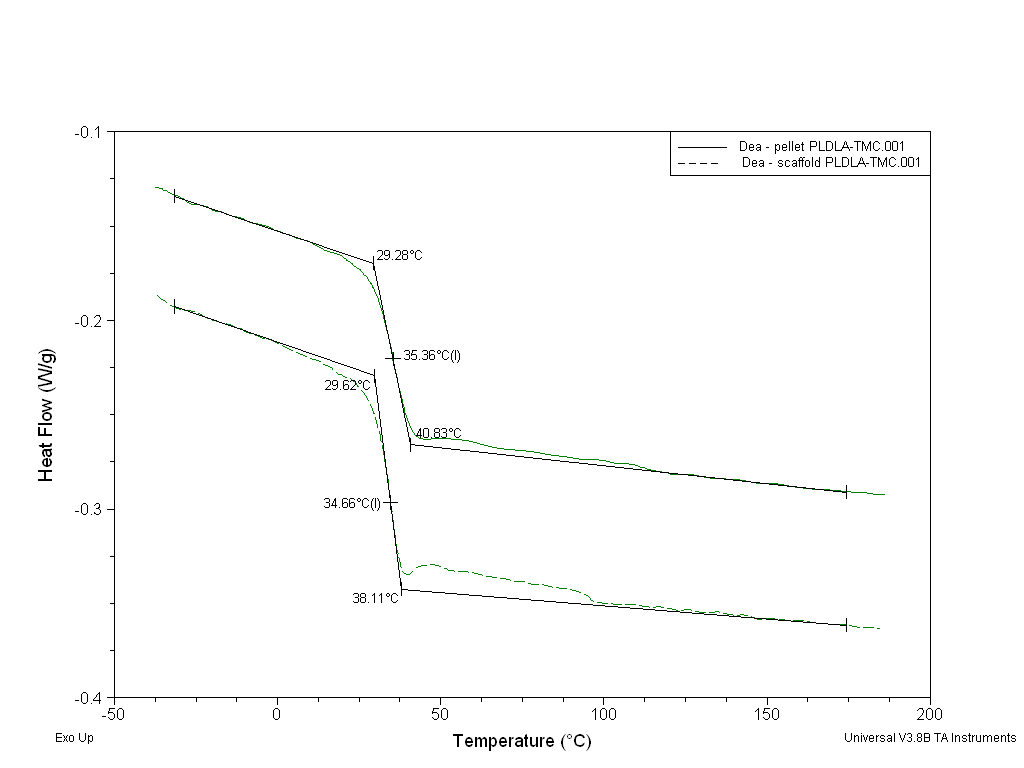 -0.1
Dea - pellet PLDLA-TMC.001
Dea - scaffold PLDLA-TMC.001
29.28°C
-0.2
35.36°C(I)
29.62°C
40.83°C
Heat Flow (W/g)
-0.3
34.66°C(I)
38.11°C
-0.4
-50 0 50 100 150 200
Exo Up
Temperature (°C)
Universal V3.8B TA Instruments